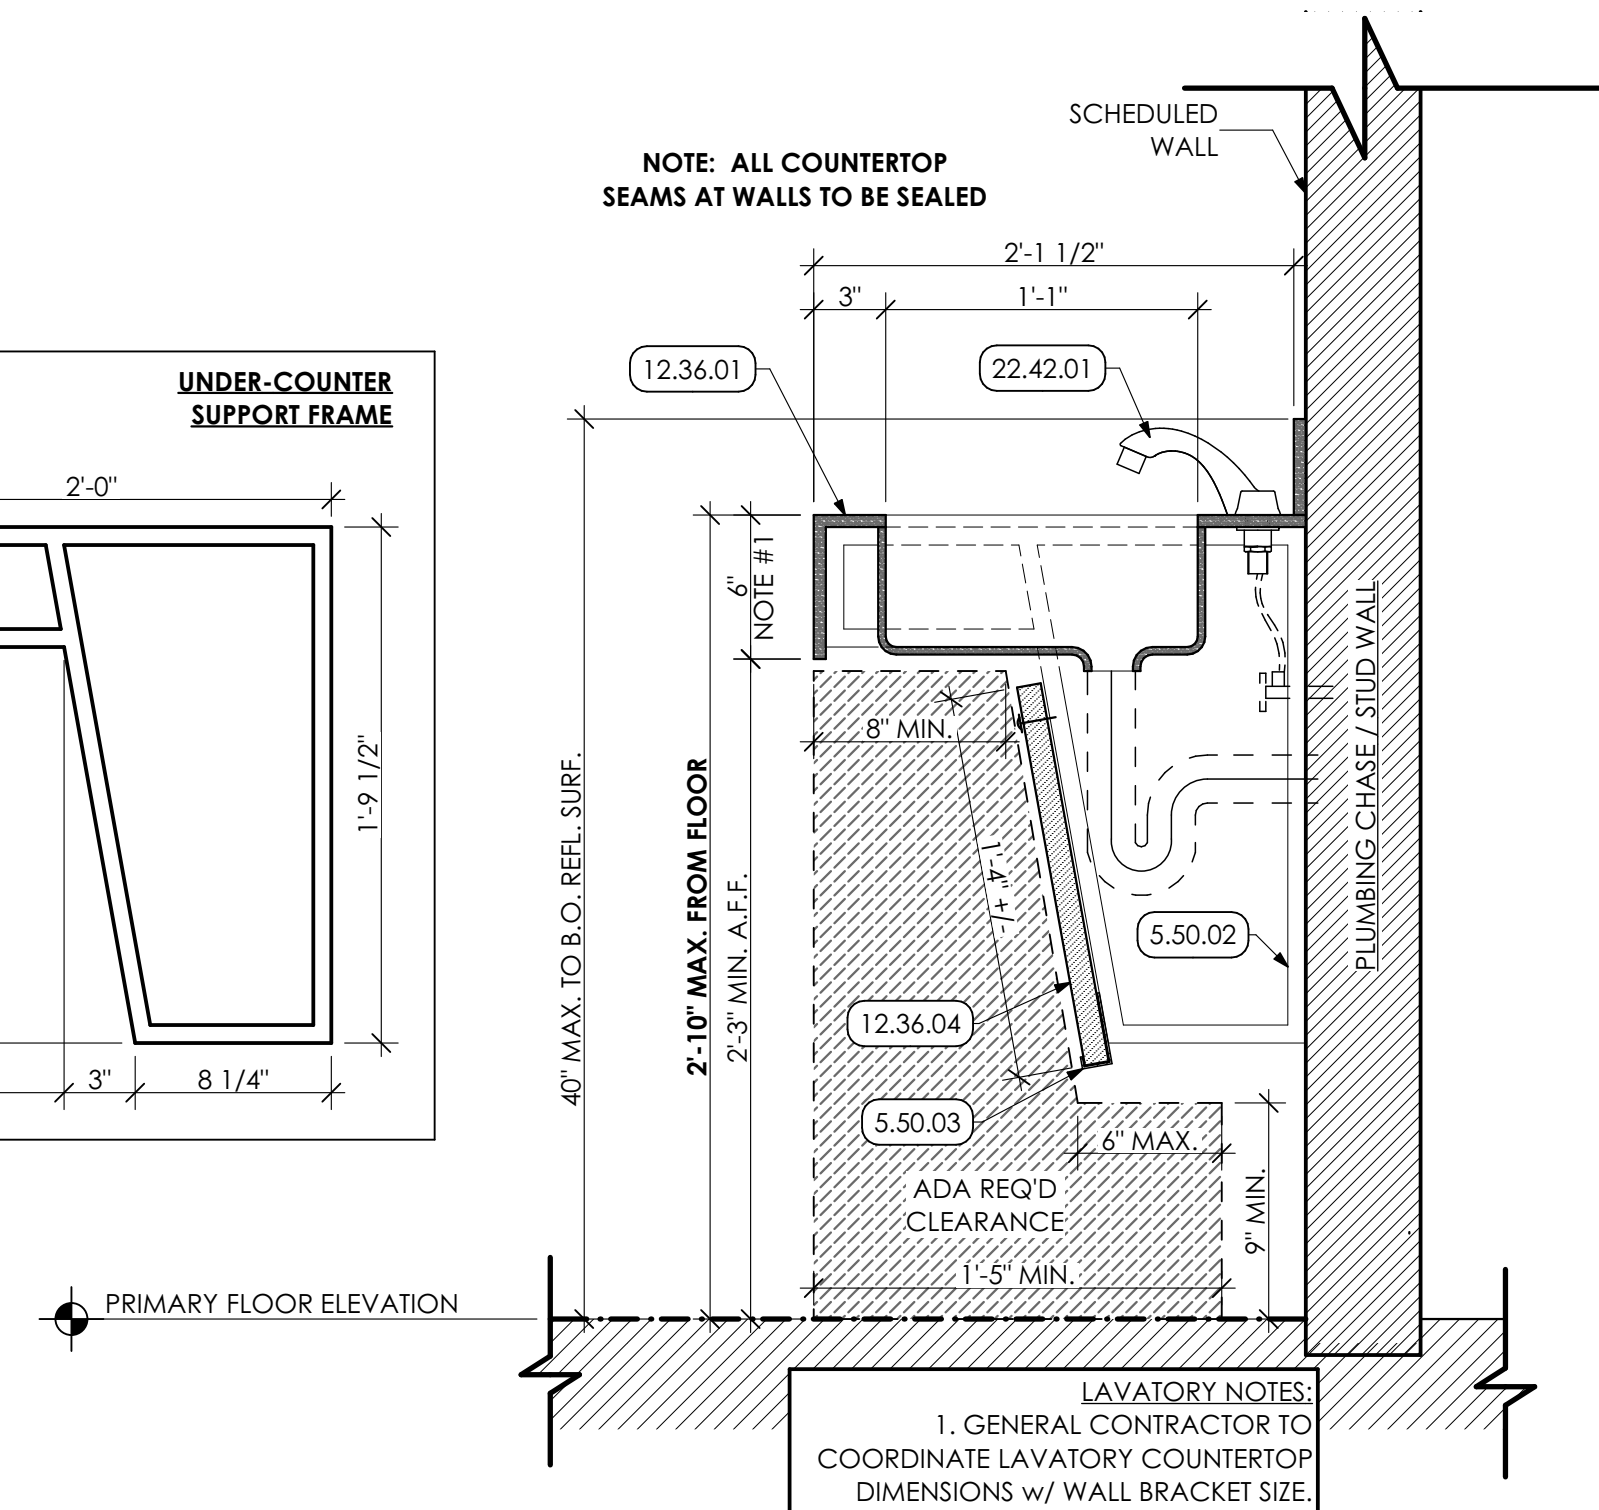 SCHEDULED
WALL
NOTE: ALL COUNTERTOP
SEAMS AT WALLS TO BE SEALED
2'-1 1/2"
3"
1'-1"
12.36.01
22.42.01
UNDER-COUNTER
SUPPORT FRAME
2'-0"
1'-9 1/2"
3"
8 1/4"
6"
NOTE #1
40" MAX. TO B.O. REFL. SURF.
2'-10" MAX. FROM FLOOR
2'-3" MIN. A.F.F.
8" MIN.
1'-4" +/-
PLUMBING CHASE / STUD WALL
5.50.02
12.36.04
5.50.03
6" MAX.
9" MIN.
ADA REQ'D
CLEARANCE
1'-5" MIN.
PRIMARY FLOOR ELEVATION
LAVATORY NOTES:
1. GENERAL CONTRACTOR TO
COORDINATE LAVATORY COUNTERTOP
DIMENSIONS w/ WALL BRACKET SIZE.